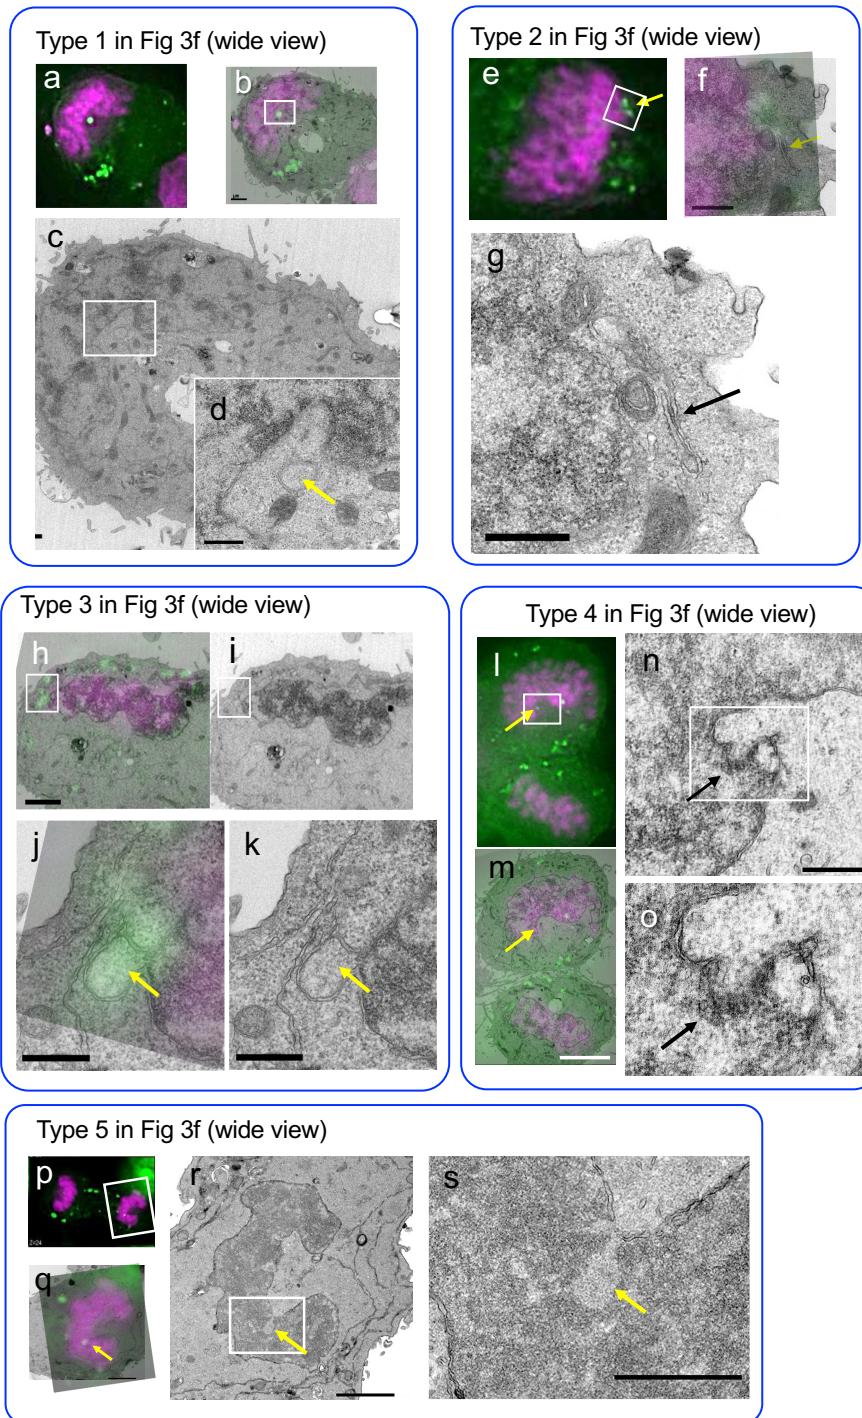 Type 1 in Fig 3f (wide view)
a
b
c
d
Type 2 in Fig 3f (wide view)
e
f
g
Type 3 in Fig 3f (wide view)
h
i
j
k
Type 4 in Fig 3f (wide view)
l
m
n
o
Type 5 in Fig 3f (wide view)
p
Z=24
q
r
s